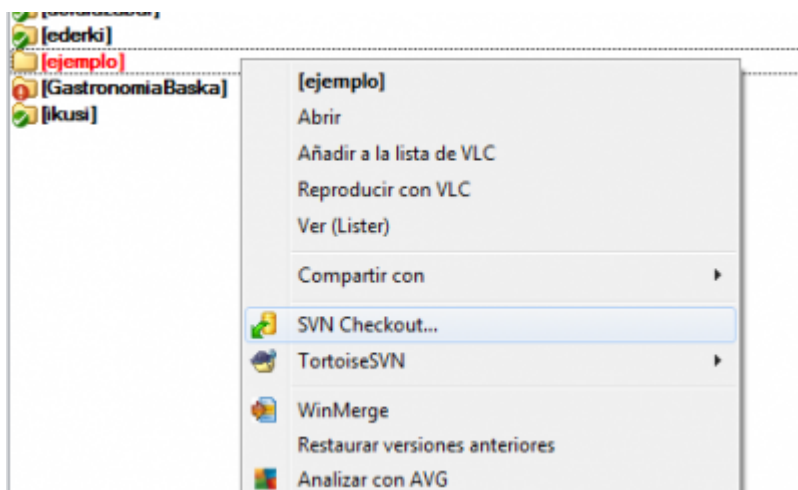 [ederki]
[ejemplo]
[GastronomiaBaska]
[ikusi]
[ejemplo]
Abrir
Añadir a la lista de VLC
Reproducir con VLC
Ver (Lister)
Compartir con
SVN Checkout...
TortoiseSVN
WinMerge
Restaurar versiones anteriores
Analizar con AVG